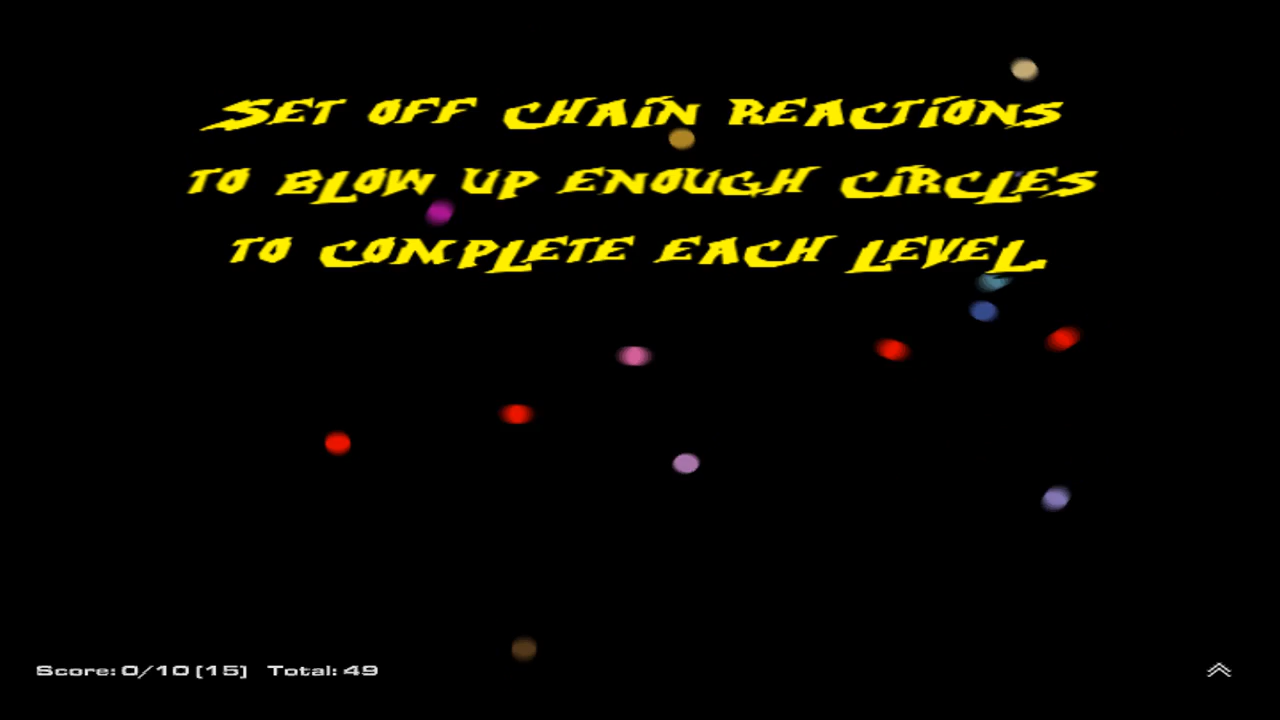 Set off chain reactions
to blow up enough circles
to complete each level.
Score: 0/10 [15] Total: 49